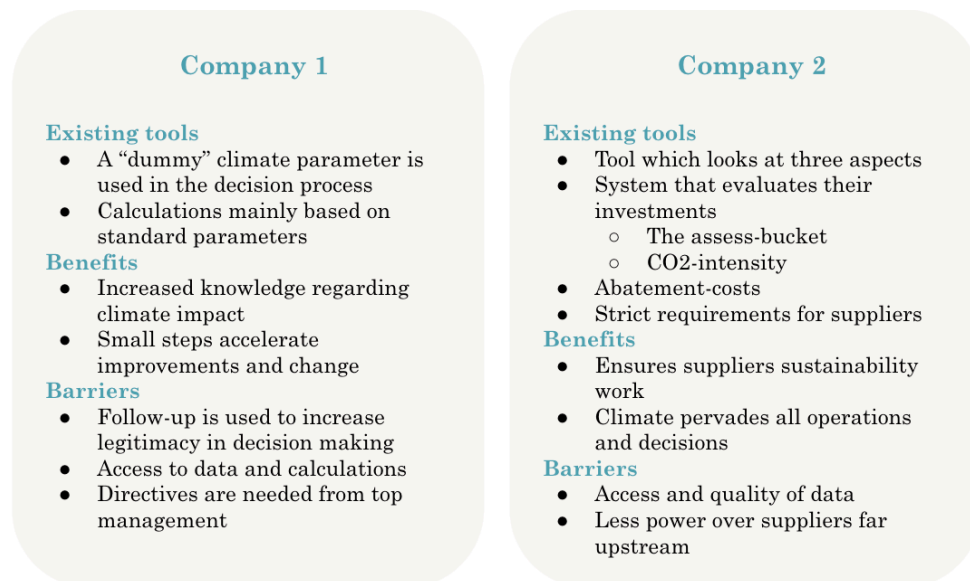 Company 1
Existing tools
● A “dummy” climate parameter is
used in the decision process
● Calculations mainly based on
standard parameters
Benefits
● Increased knowledge regarding
climate impact
● Small steps accelerate
improvements and change
Barriers
● Follow-up is used to increase
legitimacy in decision making
● Access to data and calculations
● Directives are needed from top
management
Company 2
Existing tools
● Tool which looks at three aspects
● System that evaluates their
investments
○ The assess-bucket
○ CO2-intensity
● Abatement-costs
● Strict requirements for suppliers
Benefits
● Ensures suppliers sustainability
work
● Climate pervades all operations
and decisions
Barriers
● Access and quality of data
● Less power over suppliers far
upstream